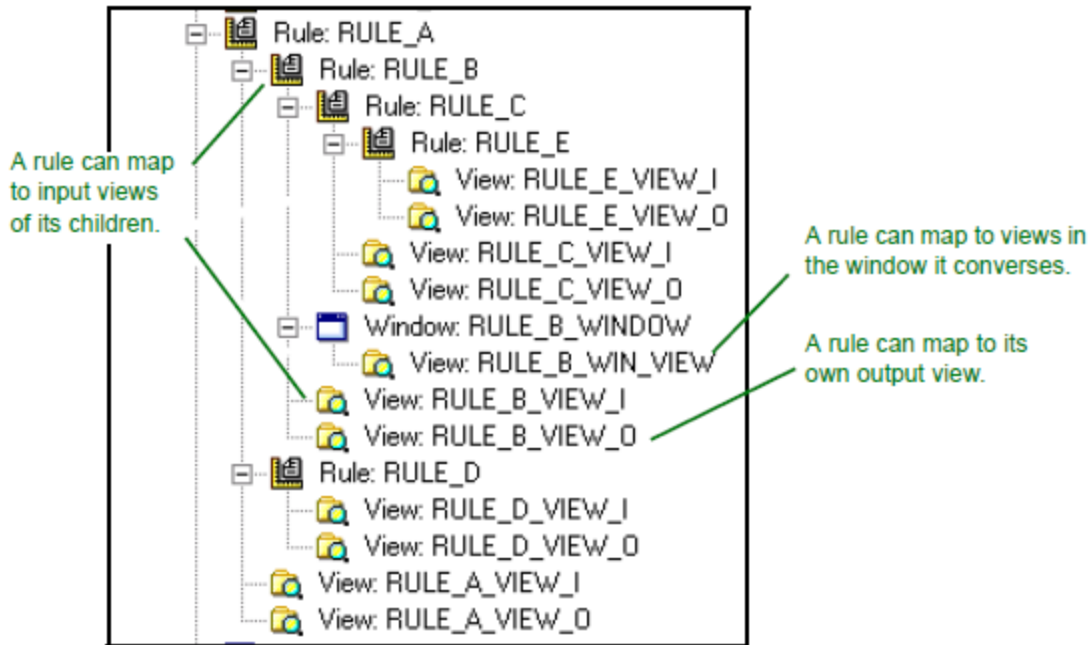 Rule: RULE_A
Rule: RULE_B
Rule: RULE_C
Rule: RULE_E
View: RULE_E_VIEW_I
View: RULE_E_VIEW_O
View: RULE_C_VIEW_I
View: RULE_C_VIEW_O
Window: RULE_B_WINDOW
View: RULE_B_WIN_VIEW
View: RULE_B_VIEW_I
View: RULE_B_VIEW_O
Rule: RULE_D
View: RULE_D_VIEW_I
View: RULE_D_VIEW_O
View: RULE_A_VIEW_I
View: RULE_A_VIEW_O
A rule can map
to input views
of its children.
A rule can map to views in
the window it converses.
A rule can map to its
own output view.